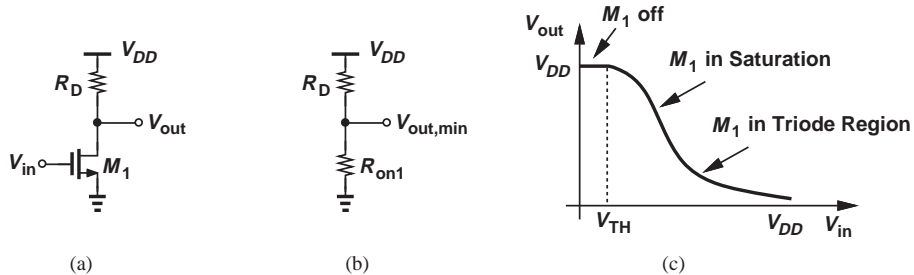 V_DD
R_D
V_out
V_in
M_1
(a)
V_DD
R_D
V_out,min
R_on1
(b)
V_out
M_1 off
V_DD
M_1 in Saturation
M_1 in Triode Region
V_TH
V_DD
V_in
(c)